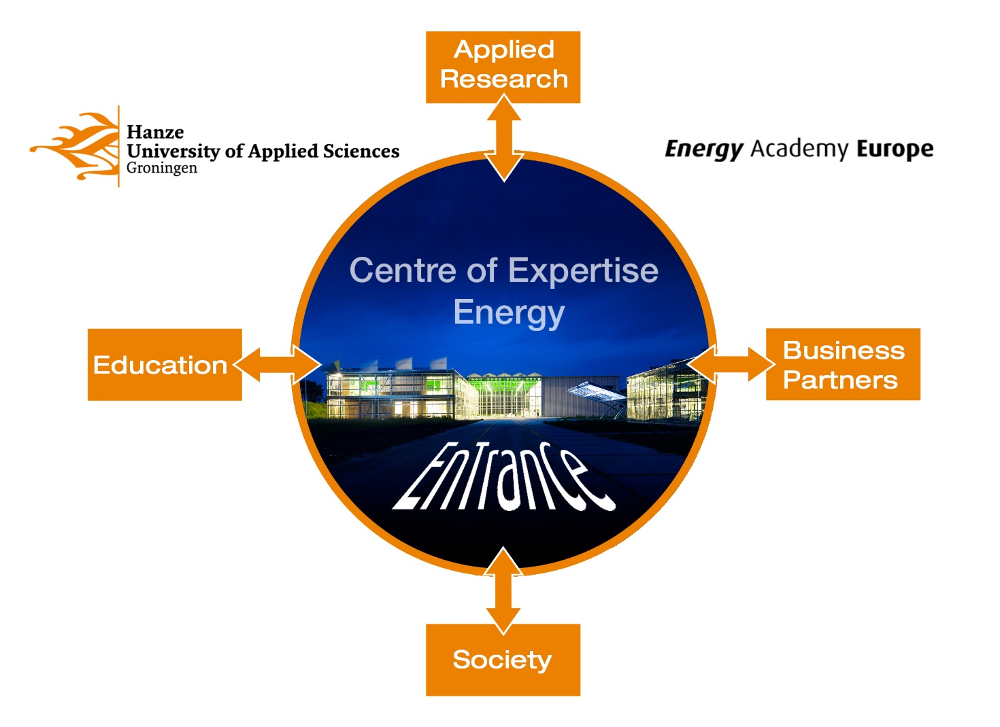 Applied
Research
Hanze
University of Applied Sciences
Groningen
Energy Academy Europe
Centre of Expertise
Energy
Education
Business
Partners
EnTranCe
Society